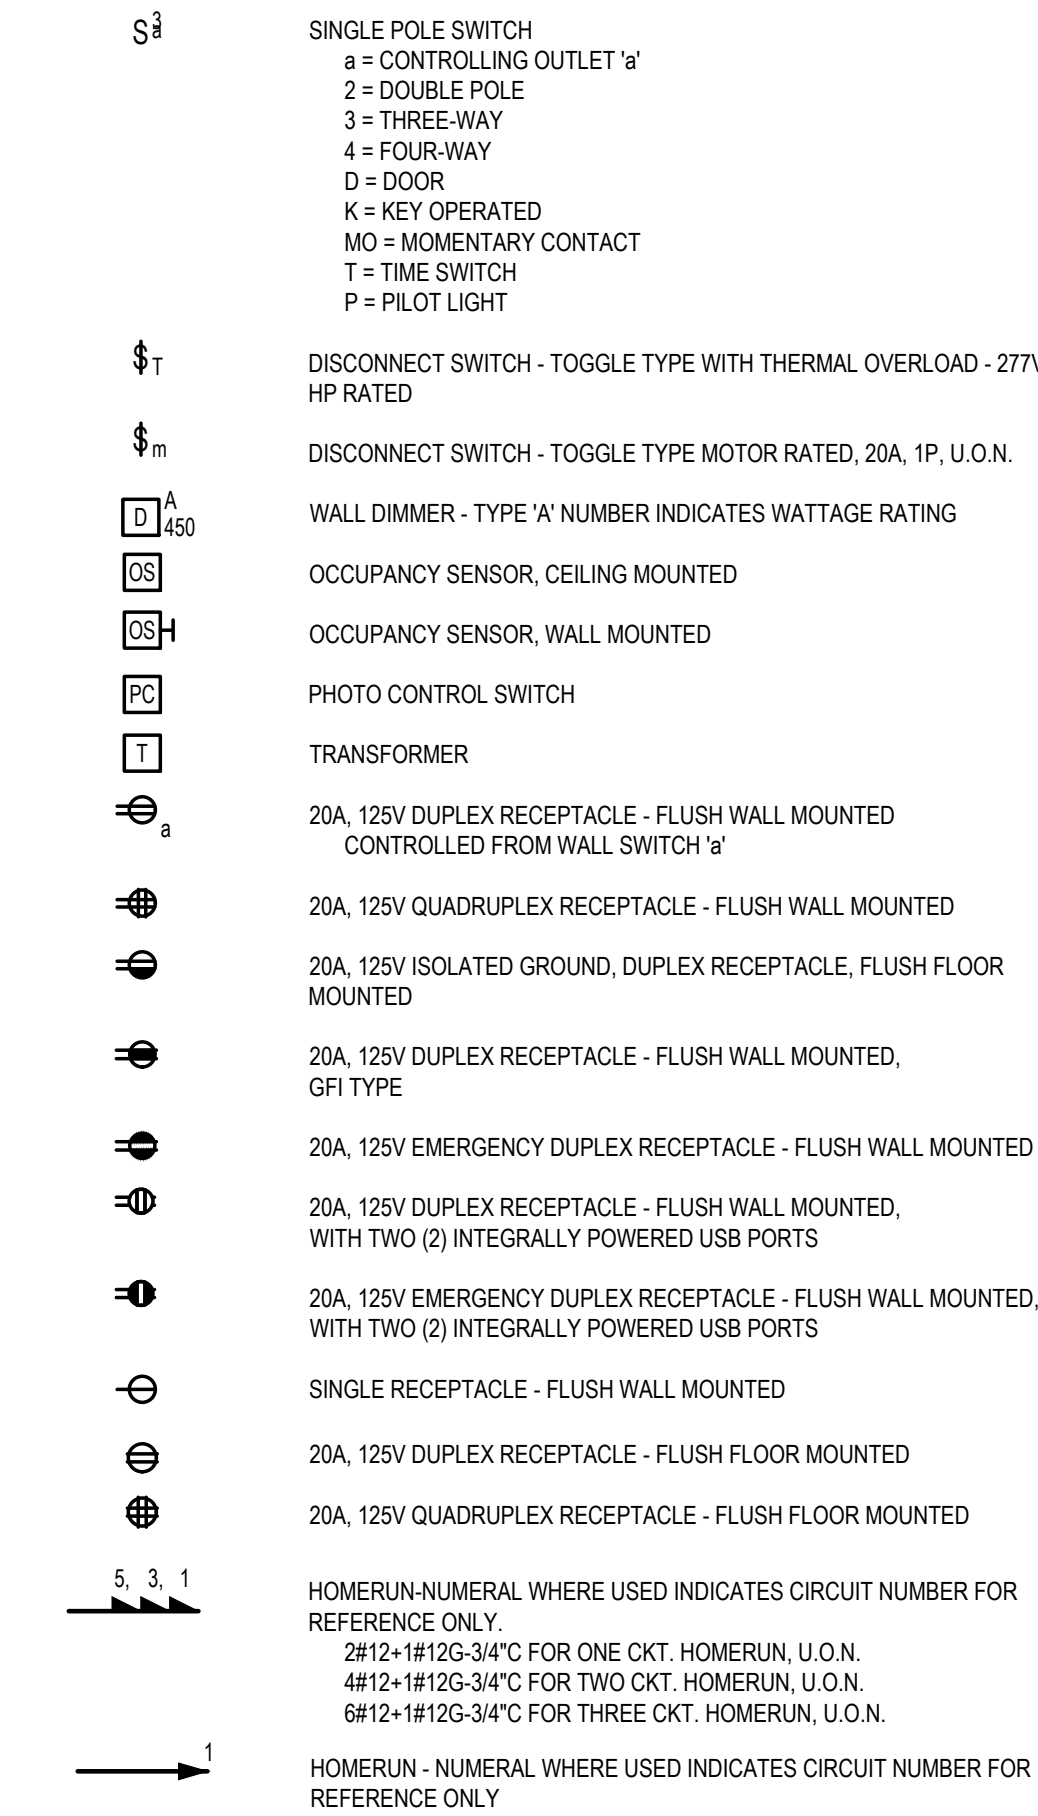 S 3 a SINGLE POLE SWITCH
a = CONTROLLING OUTLET 'a'
2 = DOUBLE POLE
3 = THREE-WAY
4 = FOUR-WAY
D = DOOR
K = KEY OPERATED
MO = MOMENTARY CONTACT
T = TIME SWITCH
P = PILOT LIGHT
$ T DISCONNECT SWITCH - TOGGLE TYPE WITH THERMAL OVERLOAD - 277V
HP RATED
$ m DISCONNECT SWITCH - TOGGLE TYPE MOTOR RATED, 20A, 1P, U.O.N.
D A 450 WALL DIMMER - TYPE 'A' NUMBER INDICATES WATTAGE RATING
OS OCCUPANCY SENSOR, CEILING MOUNTED
OS OCCUPANCY SENSOR, WALL MOUNTED
PC PHOTO CONTROL SWITCH
T TRANSFORMER
a 20A, 125V DUPLEX RECEPTACLE - FLUSH WALL MOUNTED
CONTROLLED FROM WALL SWITCH 'a'
20A, 125V QUADRUPLEX RECEPTACLE - FLUSH WALL MOUNTED
20A, 125V ISOLATED GROUND, DUPLEX RECEPTACLE, FLUSH FLOOR
MOUNTED
20A, 125V DUPLEX RECEPTACLE - FLUSH WALL MOUNTED,
GFI TYPE
20A, 125V EMERGENCY DUPLEX RECEPTACLE - FLUSH WALL MOUNTED
20A, 125V DUPLEX RECEPTACLE - FLUSH WALL MOUNTED,
WITH TWO (2) INTEGRALLY POWERED USB PORTS
20A, 125V EMERGENCY DUPLEX RECEPTACLE - FLUSH WALL MOUNTED,
WITH TWO (2) INTEGRALLY POWERED USB PORTS
SINGLE RECEPTACLE - FLUSH WALL MOUNTED
20A, 125V DUPLEX RECEPTACLE - FLUSH FLOOR MOUNTED
20A, 125V QUADRUPLEX RECEPTACLE - FLUSH FLOOR MOUNTED
5, 3, 1 HOMERUN-NUMERAL WHERE USED INDICATES CIRCUIT NUMBER FOR
REFERENCE ONLY.
2#12+1#12G-3/4"C FOR ONE CKT. HOMERUN, U.O.N.
4#12+1#12G-3/4"C FOR TWO CKT. HOMERUN, U.O.N.
6#12+1#12G-3/4"C FOR THREE CKT. HOMERUN, U.O.N.
1 HOMERUN - NUMERAL WHERE USED INDICATES CIRCUIT NUMBER FOR
REFERENCE ONLY